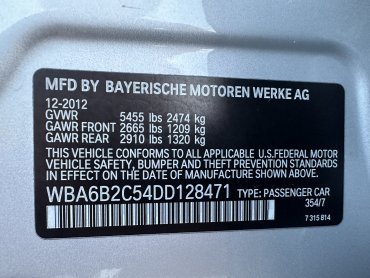 MFD BY BAYERISCHE MOTOREN WERKE AG
12-2012
GVWR 5455 lbs 2474 kg
GAWR FRONT 2665 lbs 1209 kg
GAWR REAR 2910 lbs 1320 kg
THIS VEHICLE CONFORMS TO ALL APPLICABLE U.S.FEDERAL MOTOR
VEHICLE SAFETY, BUMPER AND THEFT PREVENTION STANDARDS
IN EFFECT ON THE DATE OF MANUFACTURE SHOWN ABOVE.
WBA6B2C54DD128471 TYPE: PASSENGER CAR
354/7
7 315 814